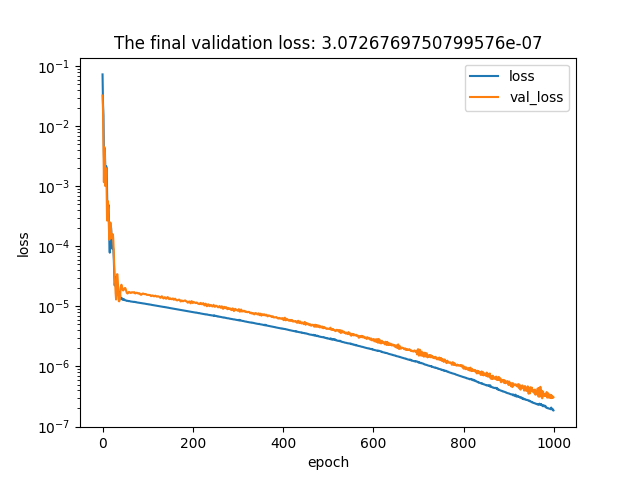 The final validation loss: 3.0726769750799576e-07
loss
val_loss
10⁻¹
10⁻²
10⁻³
10⁻⁴
10⁻⁵
10⁻⁶
10⁻⁷
loss
0 200 400 600 800 1000
epoch